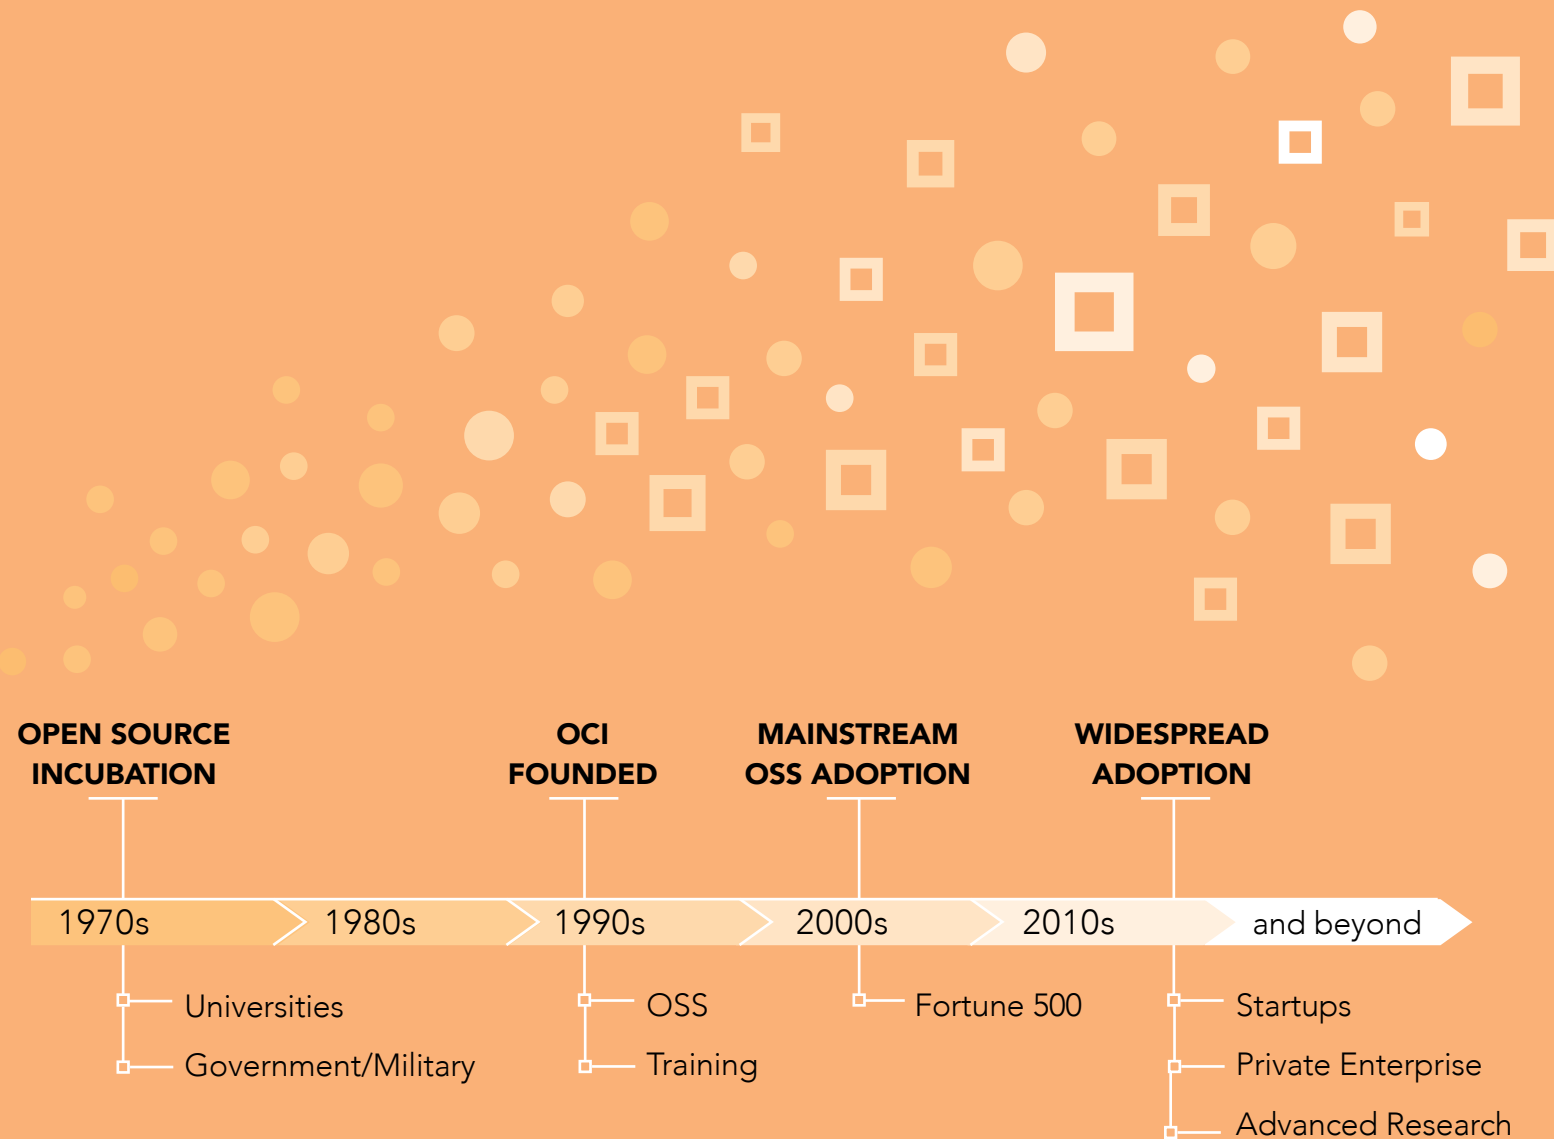 OPEN SOURCE
INCUBATION
OCI
FOUNDED
MAINSTREAM
OSS ADOPTION
WIDESPREAD
ADOPTION
1970s
1980s
1990s
2000s
2010s
and beyond
Universities
Government/Military
OSS
Training
Fortune 500
Startups
Private Enterprise
Advanced Research